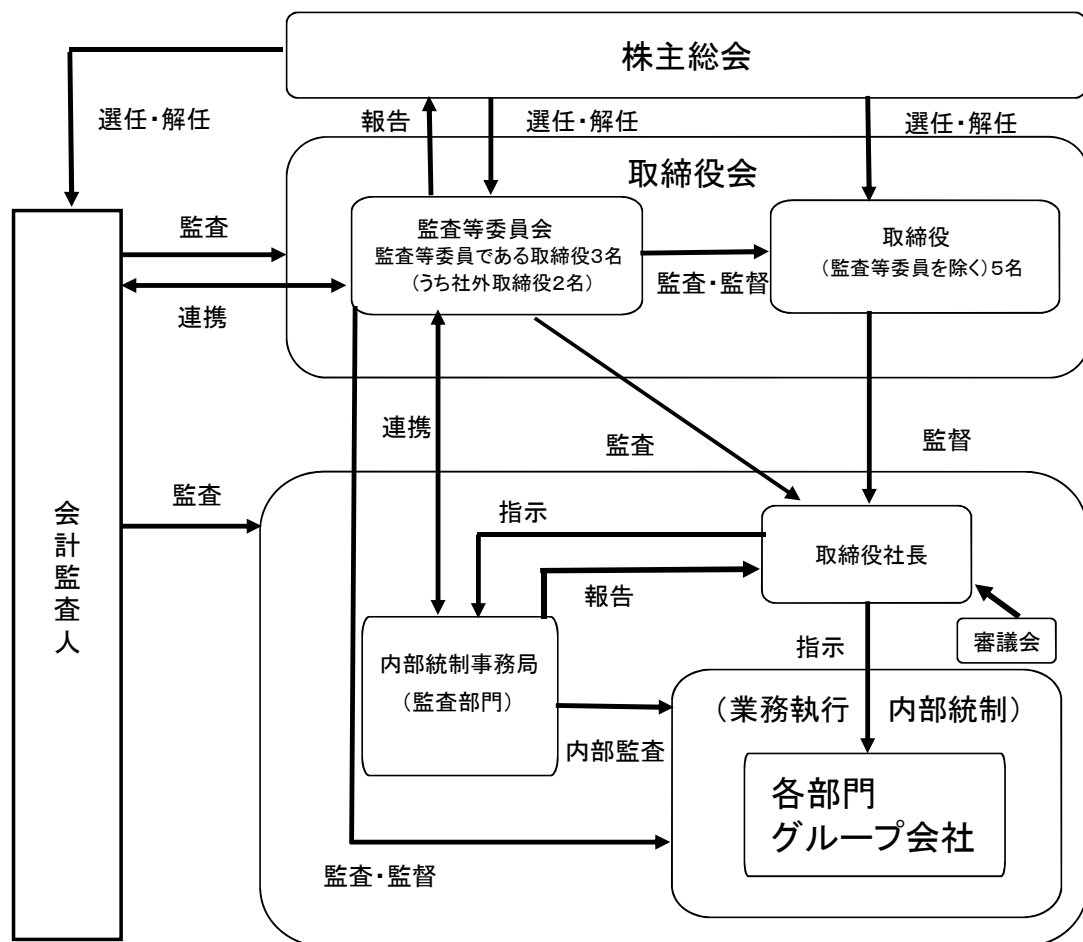 株主総会
選任・解任
報告
選任・解任
選任・解任
取締役会
監査
監査等委員会
監査等委員である取締役3名
(うち社外取締役2名)
取締役
(監査等委員を除く)5名
監査・監督
連携
連携
監査
監督
会計監査人
監査
指示
取締役社長
報告
審議会
内部統制事務局
(監査部門)
指示
(業務執行 内部統制)
内部監査
各部門
グループ会社
監査・監督